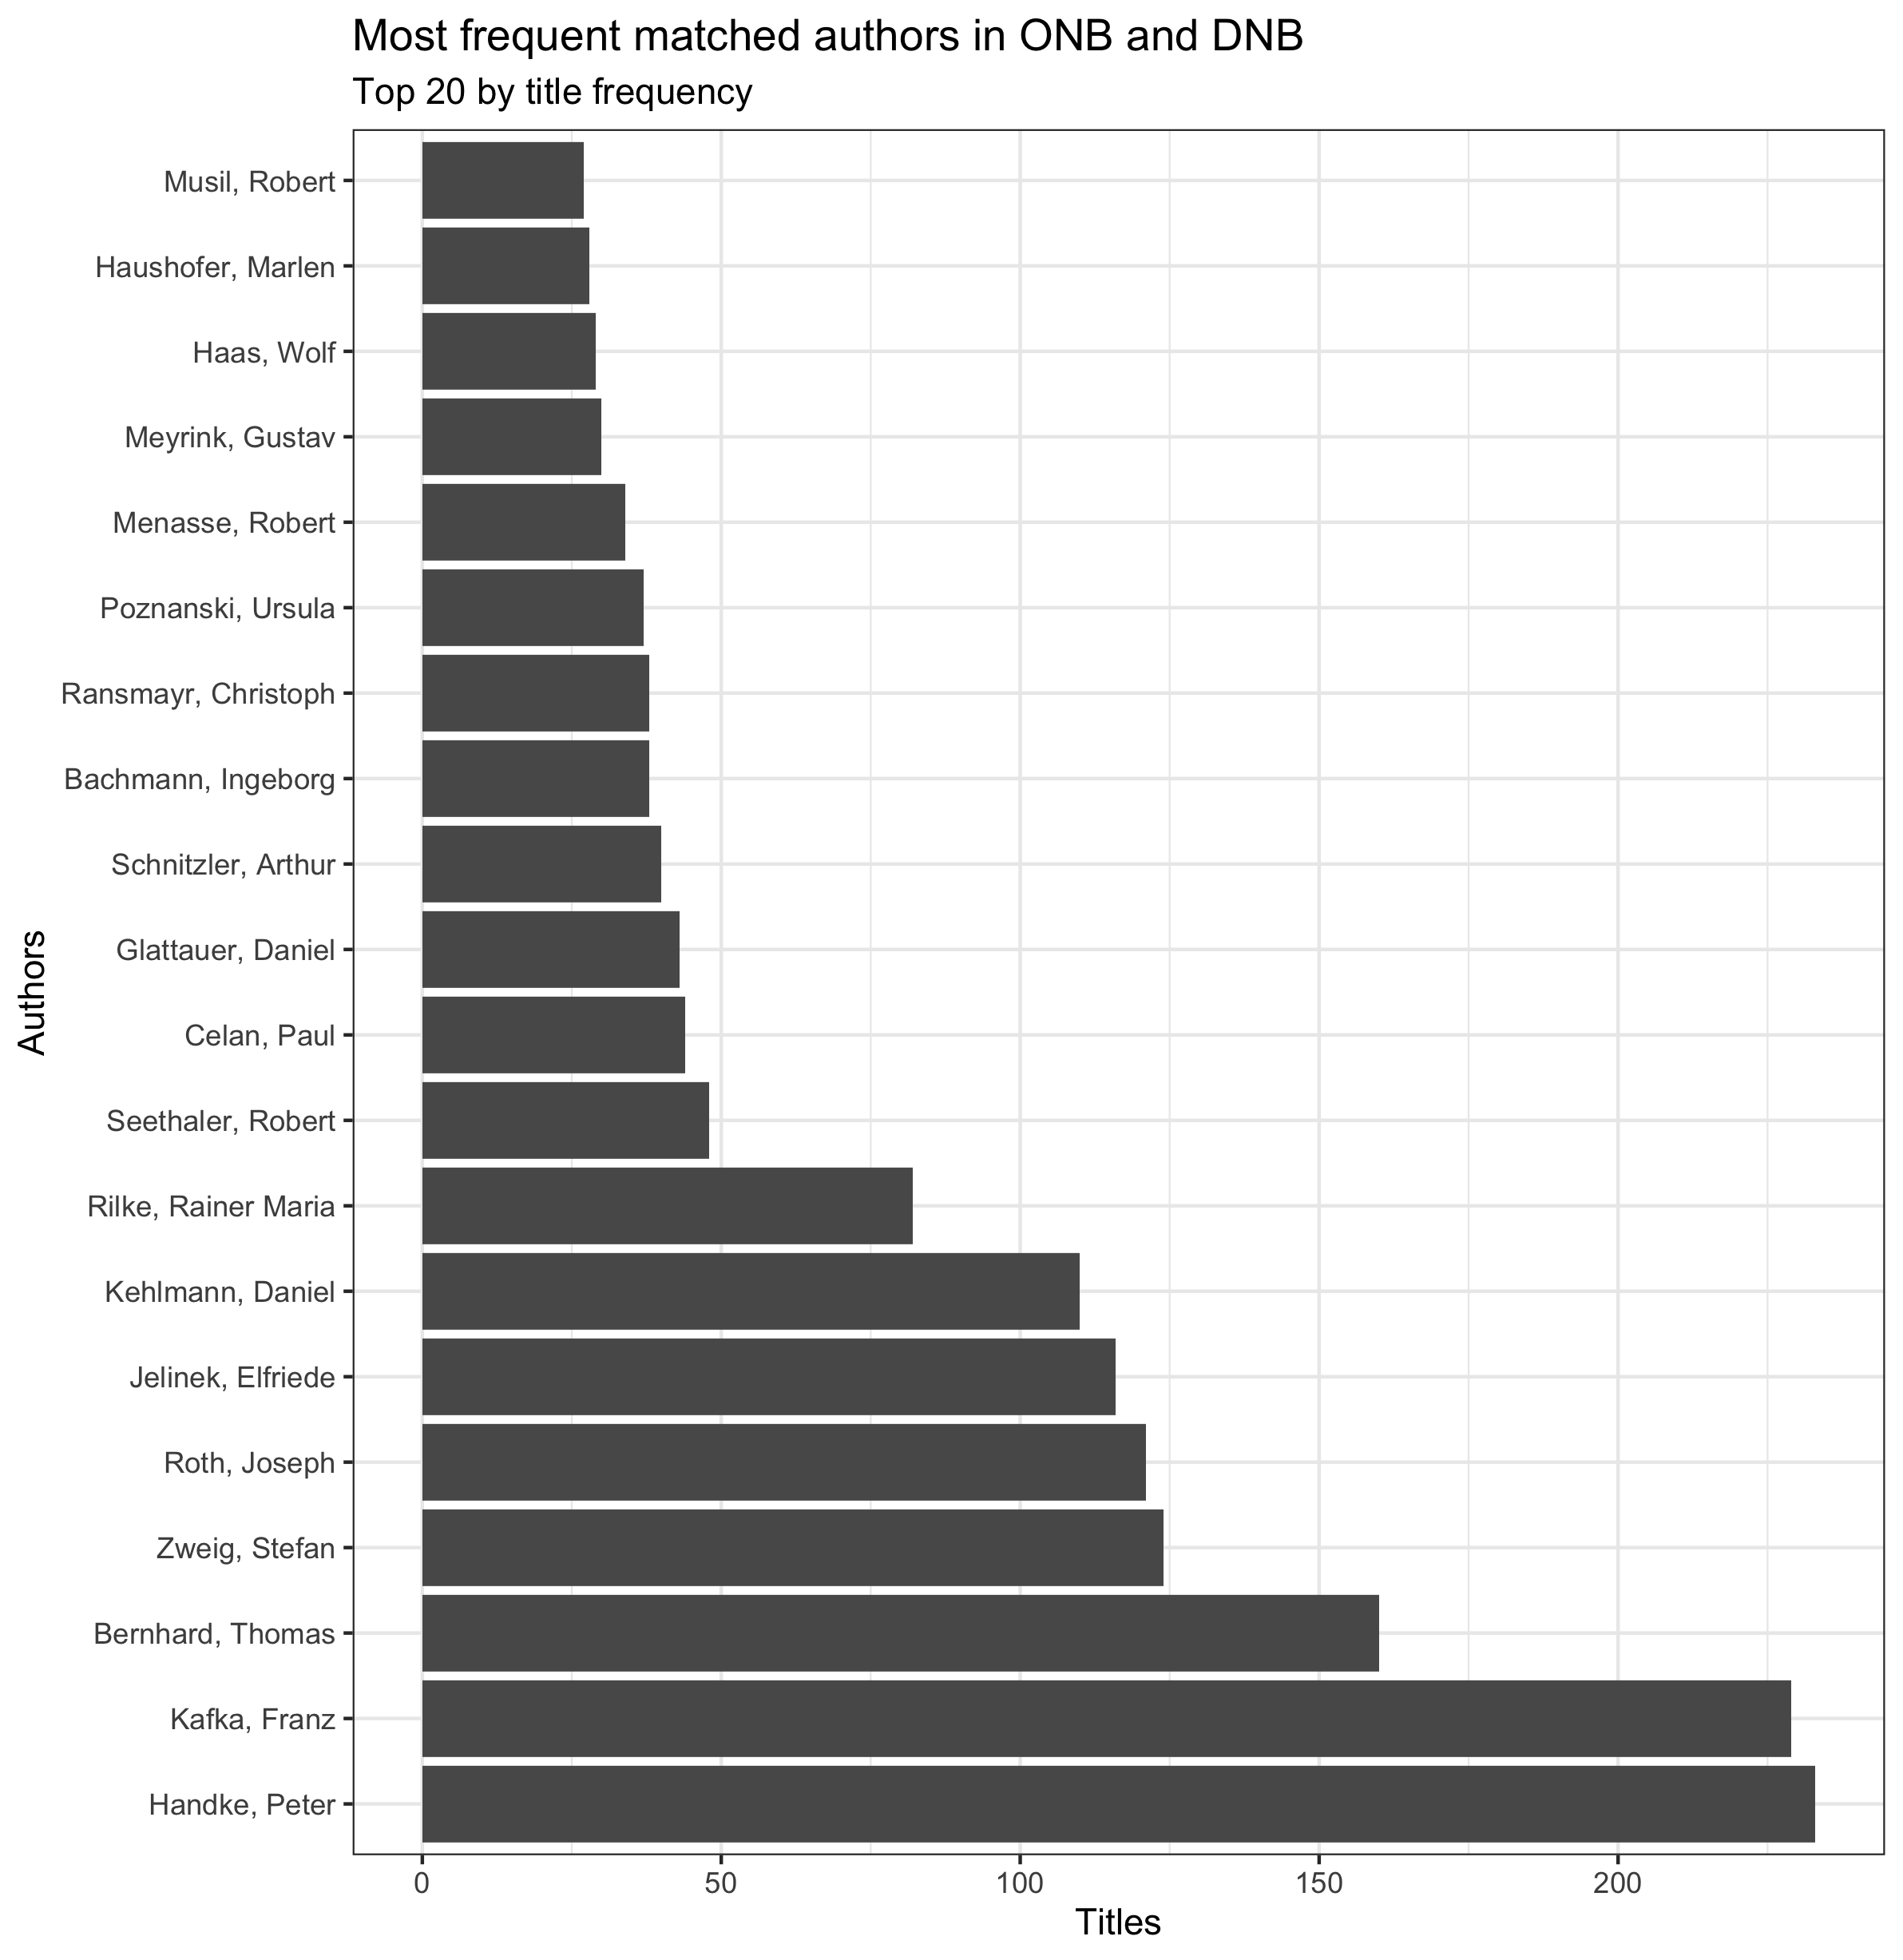 Most frequent matched authors in ONB and DNB
Top 20 by title frequency
Musil, Robert
Haushofer, Marlen
Haas, Wolf
Meyrink, Gustav
Menasse, Robert
Poznanski, Ursula
Ransmayr, Christoph
Bachmann, Ingeborg
Schnitzler, Arthur
Glattauer, Daniel
Celan, Paul
Seethaler, Robert
Rilke, Rainer Maria
Kehlmann, Daniel
Jelinek, Elfriede
Roth, Joseph
Zweig, Stefan
Bernhard, Thomas
Kafka, Franz
Handke, Peter
Authors
0 50 100 150 200
Titles